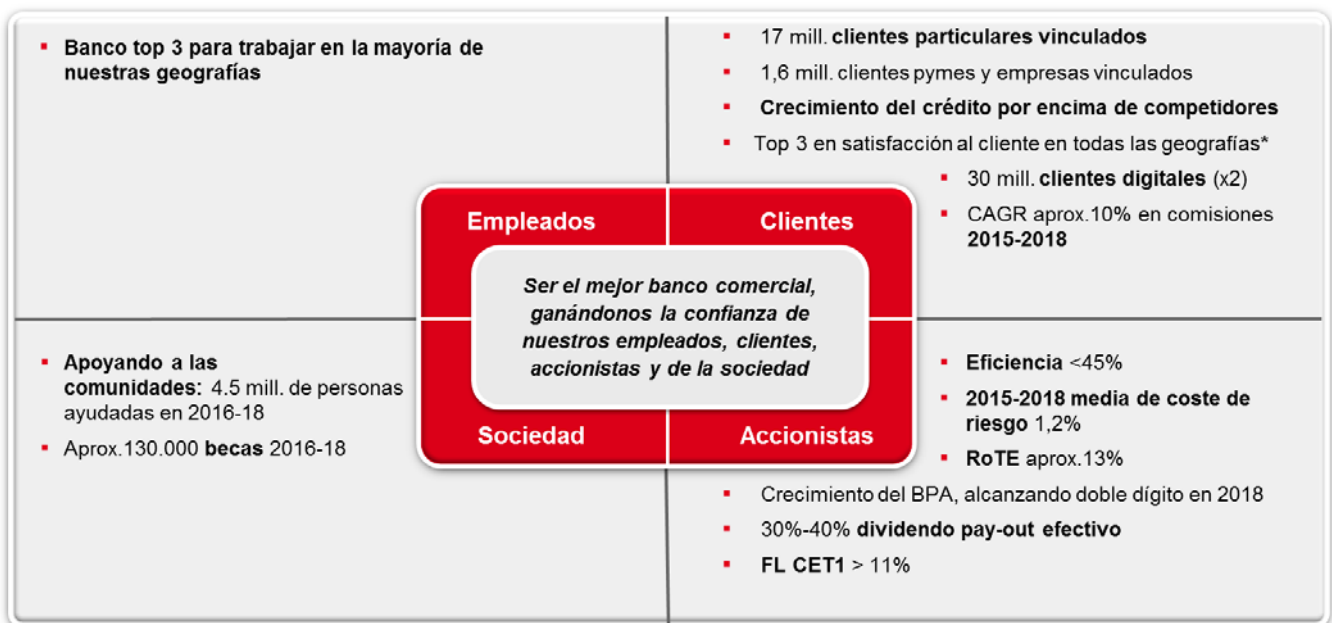 Banco top 3 para trabajar en la mayoría de
nuestras geografías
17 mill. clientes particulares vinculados
1,6 mill. clientes pymes y empresas vinculados
Crecimiento del crédito por encima de competidores
Top 3 en satisfacción al cliente en todas las geografías*
30 mill. clientes digitales (x2)
CAGR aprox.10% en comisiones
2015-2018
Empleados
Clientes
Ser el mejor banco comercial,
ganándonos la confianza de
nuestros empleados, clientes,
accionistas y de la sociedad
Sociedad
Accionistas
Apoyando a las
comunidades: 4.5 mill. de personas
ayudadas en 2016-18
Aprox.130.000 becas 2016-18
Eficiencia <45%
2015-2018 media de coste de
riesgo 1,2%
RoTE aprox.13%
Crecimiento del BPA, alcanzando doble dígito en 2018
30%-40% dividendo pay-out efectivo
FL CET1 > 11%